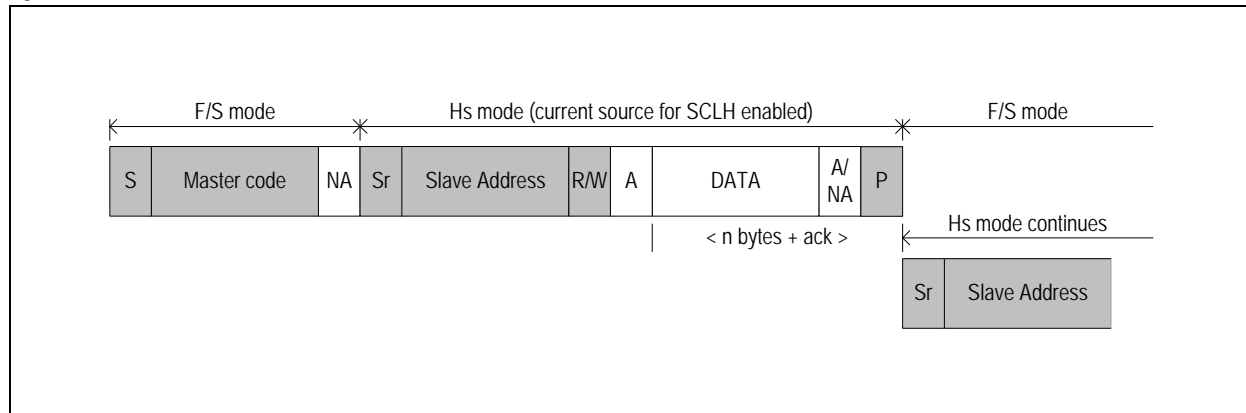 F/S mode Hs mode (current source for SCLH enabled) F/S mode
S Master code NA Sr Slave Address R/W A DATA A/ NA P
< n bytes + ack > Hs mode continues
Sr Slave Address